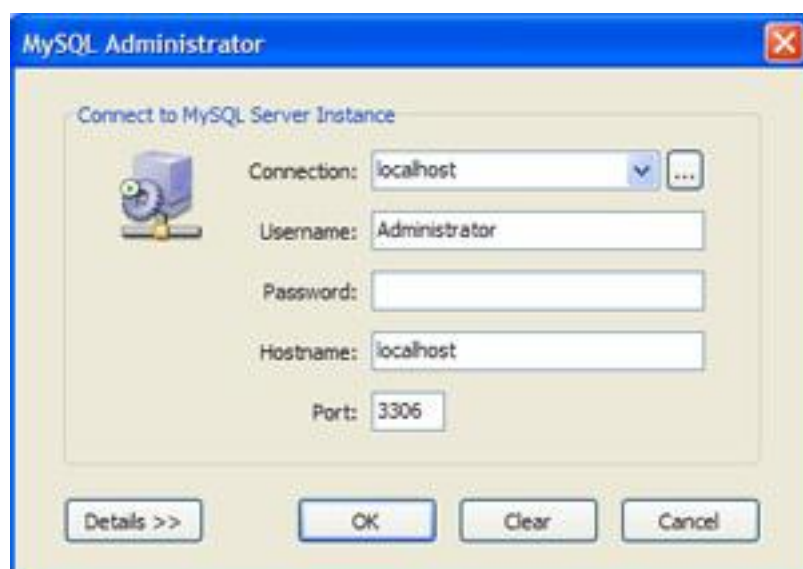 MySQL Administrator
Connect to MySQL Server Instance
Connection: localhost ...
Username: Administrator
Password:
Hostname: localhost
Port: 3306
Details >> OK Clear Cancel